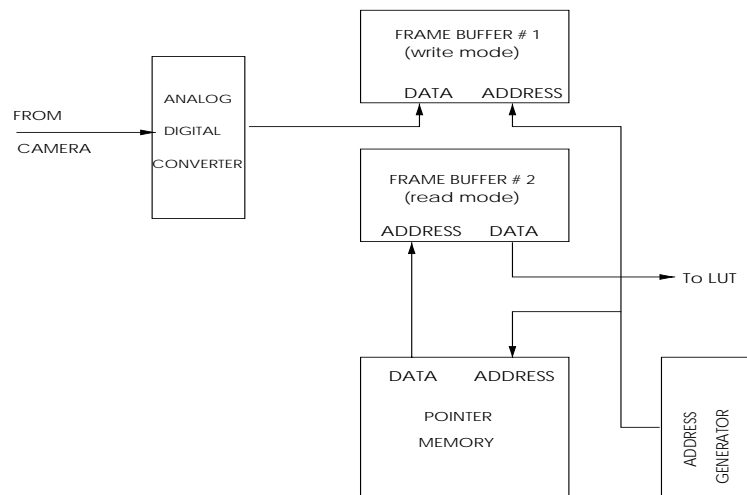 FRAME BUFFER # 1
(write mode)
DATA ADDRESS
FROM
CAMERA
ANALOG
DIGITAL
CONVERTER
FRAME BUFFER # 2
(read mode)
ADDRESS DATA
To LUT
DATA ADDRESS
POINTER
MEMORY
ADDRESS
GENERATOR